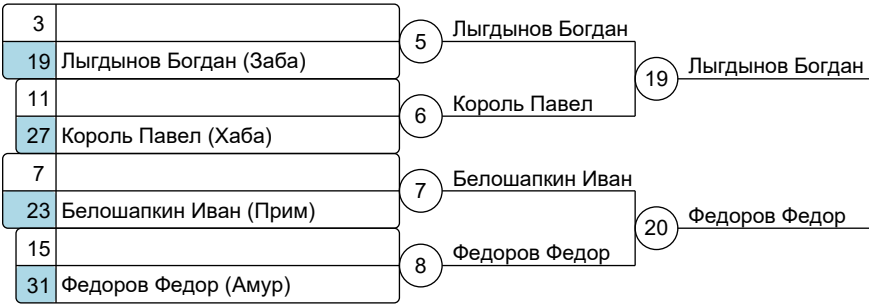 3
19 Лыгдынов Богдан (Заба)
11
27 Король Павел (Хаба)
7
23 Белошапкин Иван (Прим)
15
31 Федоров Федор (Амур)
5
Лыгдынов Богдан
6
Король Павел
7
Белошапкин Иван
8
Федоров Федор
19
Лыгдынов Богдан
20
Федоров Федор